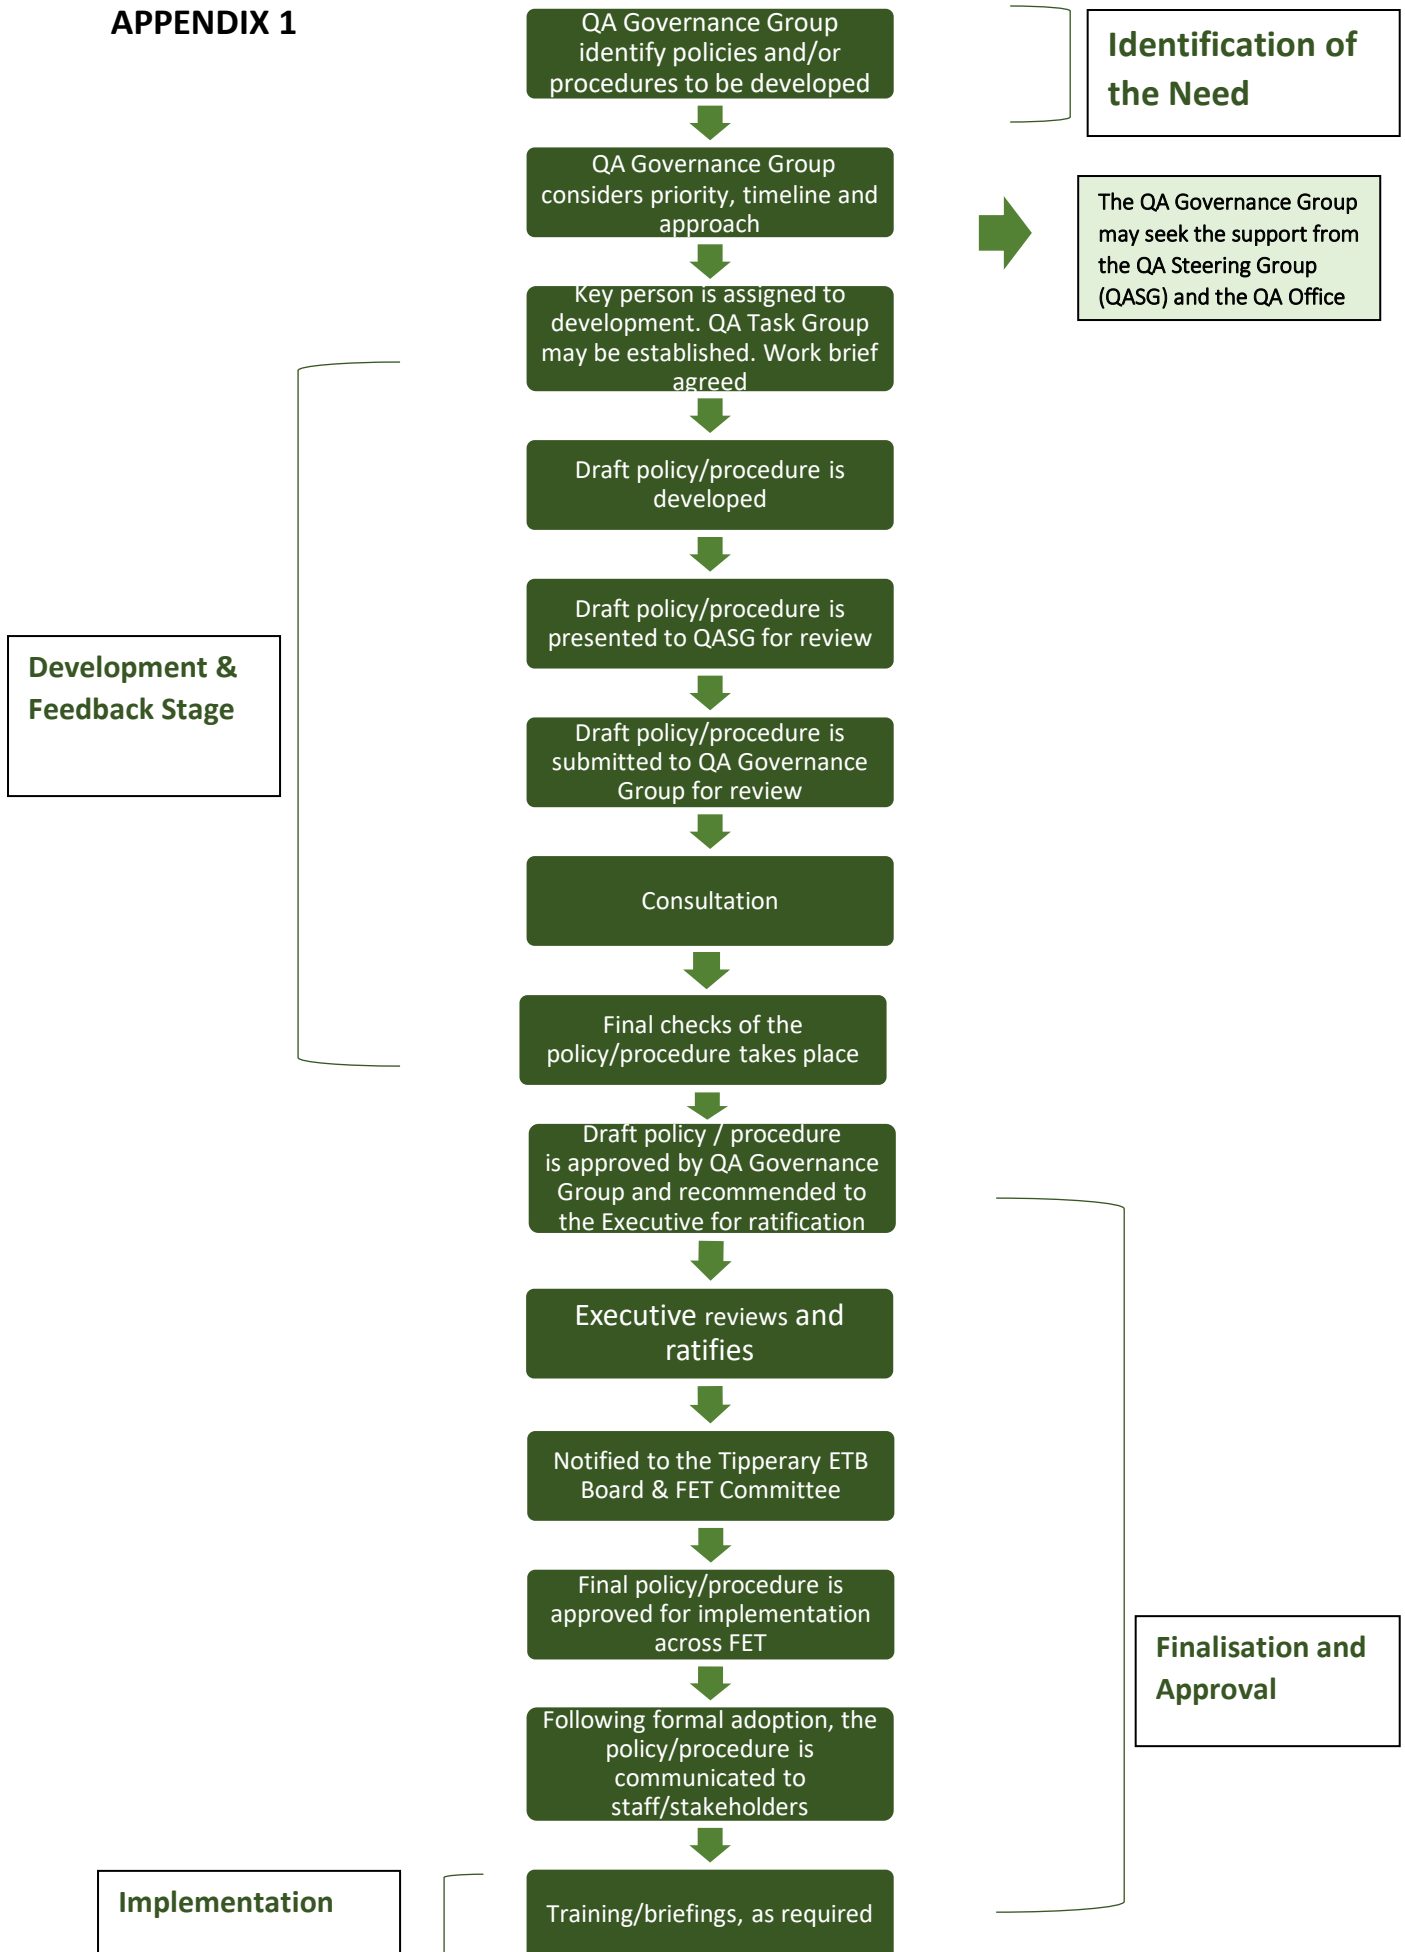 APPENDIX 1
QA Governance Group
identify policies and/or
procedures to be developed
Identification of
the Need
QA Governance Group
considers priority, timeline and
approach
The QA Governance Group
may seek the support from
the QA Steering Group
(QASG) and the QA Office
Key person is assigned to
development. QA Task Group
may be established. Work brief
agreed
Draft policy/procedure is
developed
Draft policy/procedure is
presented to QASG for review
Development &
Feedback Stage
Draft policy/procedure is
submitted to QA Governance
Group for review
Consultation
Final checks of the
policy/procedure takes place
Draft policy / procedure
is approved by QA Governance
Group and recommended to
the Executive for ratification
Executive reviews and
ratifies
Notified to the Tipperary ETB
Board & FET Committee
Final policy/procedure is
approved for implementation
across FET
Finalisation and
Approval
Following formal adoption, the
policy/procedure is
communicated to
staff/stakeholders
Implementation
Training/briefings, as required